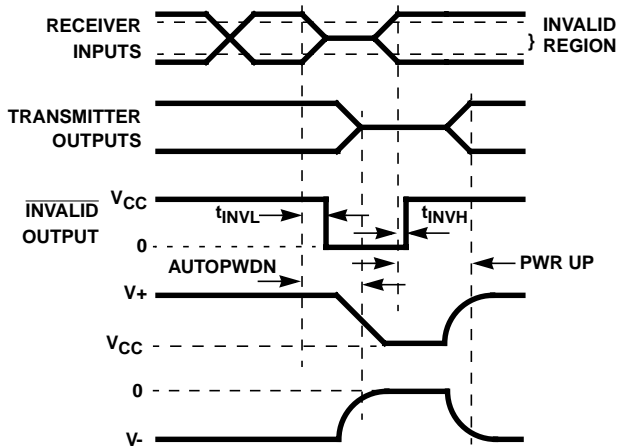 RECEIVER
INPUTS
} INVALID
REGION
TRANSMITTER
OUTPUTS
INVALID
OUTPUT
VCC
0
tINVL
tINVH
AUTOPWDN
PWR UP
V+
VCC
0
V-